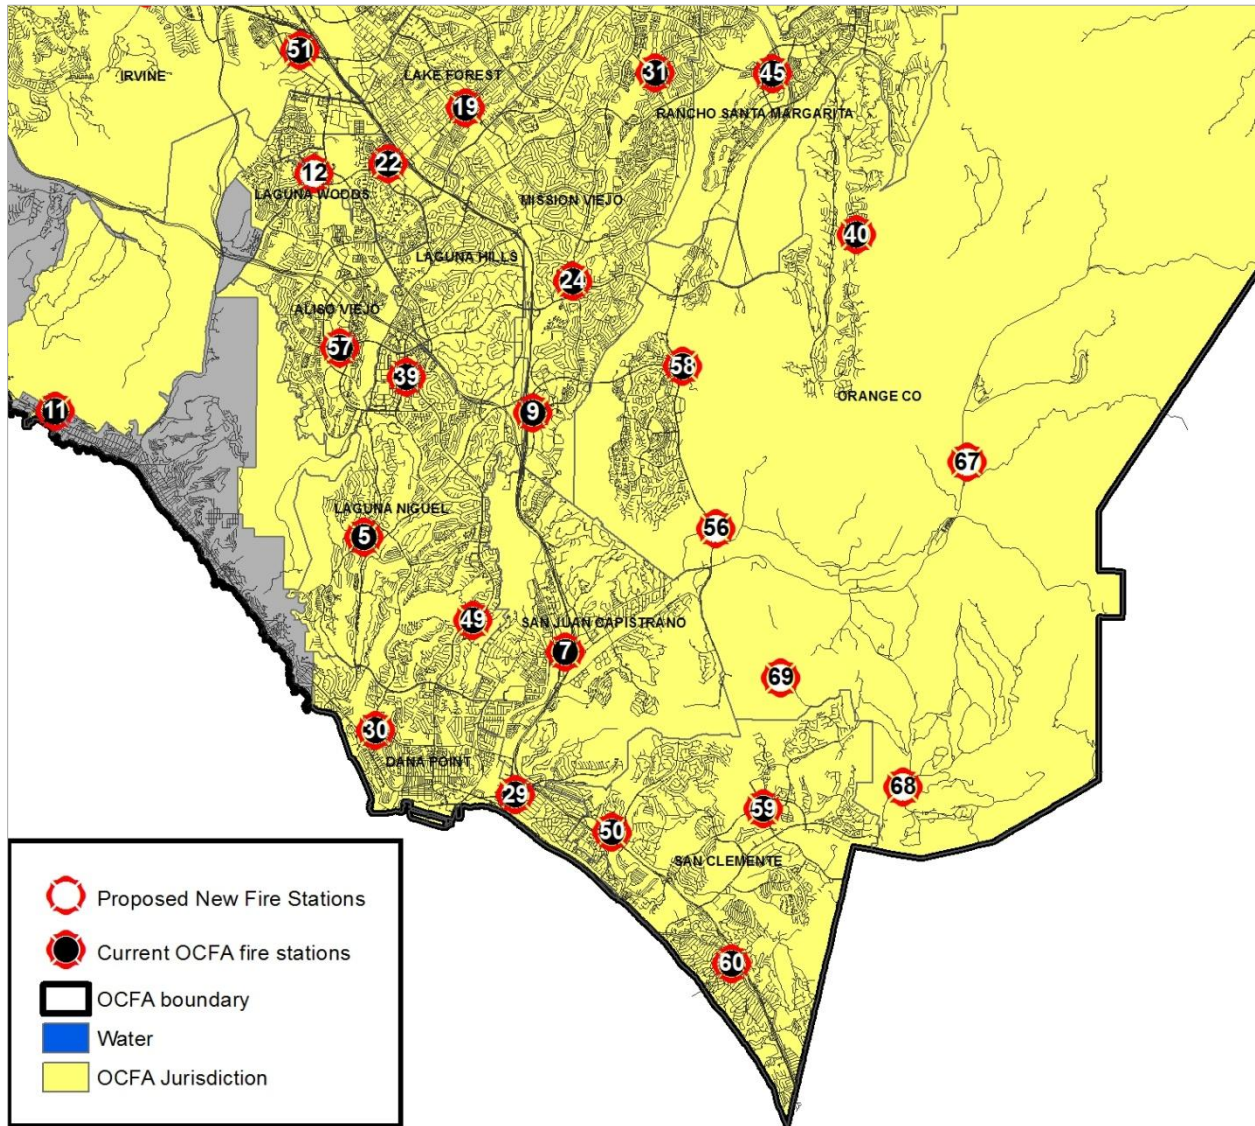 51
IRVINE
LAKE FOREST
31
45
19
RANCHO SANTA MARGARITA
22
12
LAGUNA WOODS
MISSION VIEJO
40
LAGUNA HILLS
24
ALISO VIEJO
57
58
39
ORANGE CO
11
9
67
LAGUNA NIGUEL
5
56
49
SAN JUAN CAPISTRANO
7
69
30
DANA POINT
29
68
59
50
SAN CLEMENTE
60
Proposed New Fire Stations
Current OCFA fire stations
OCFA boundary
Water
OCFA Jurisdiction